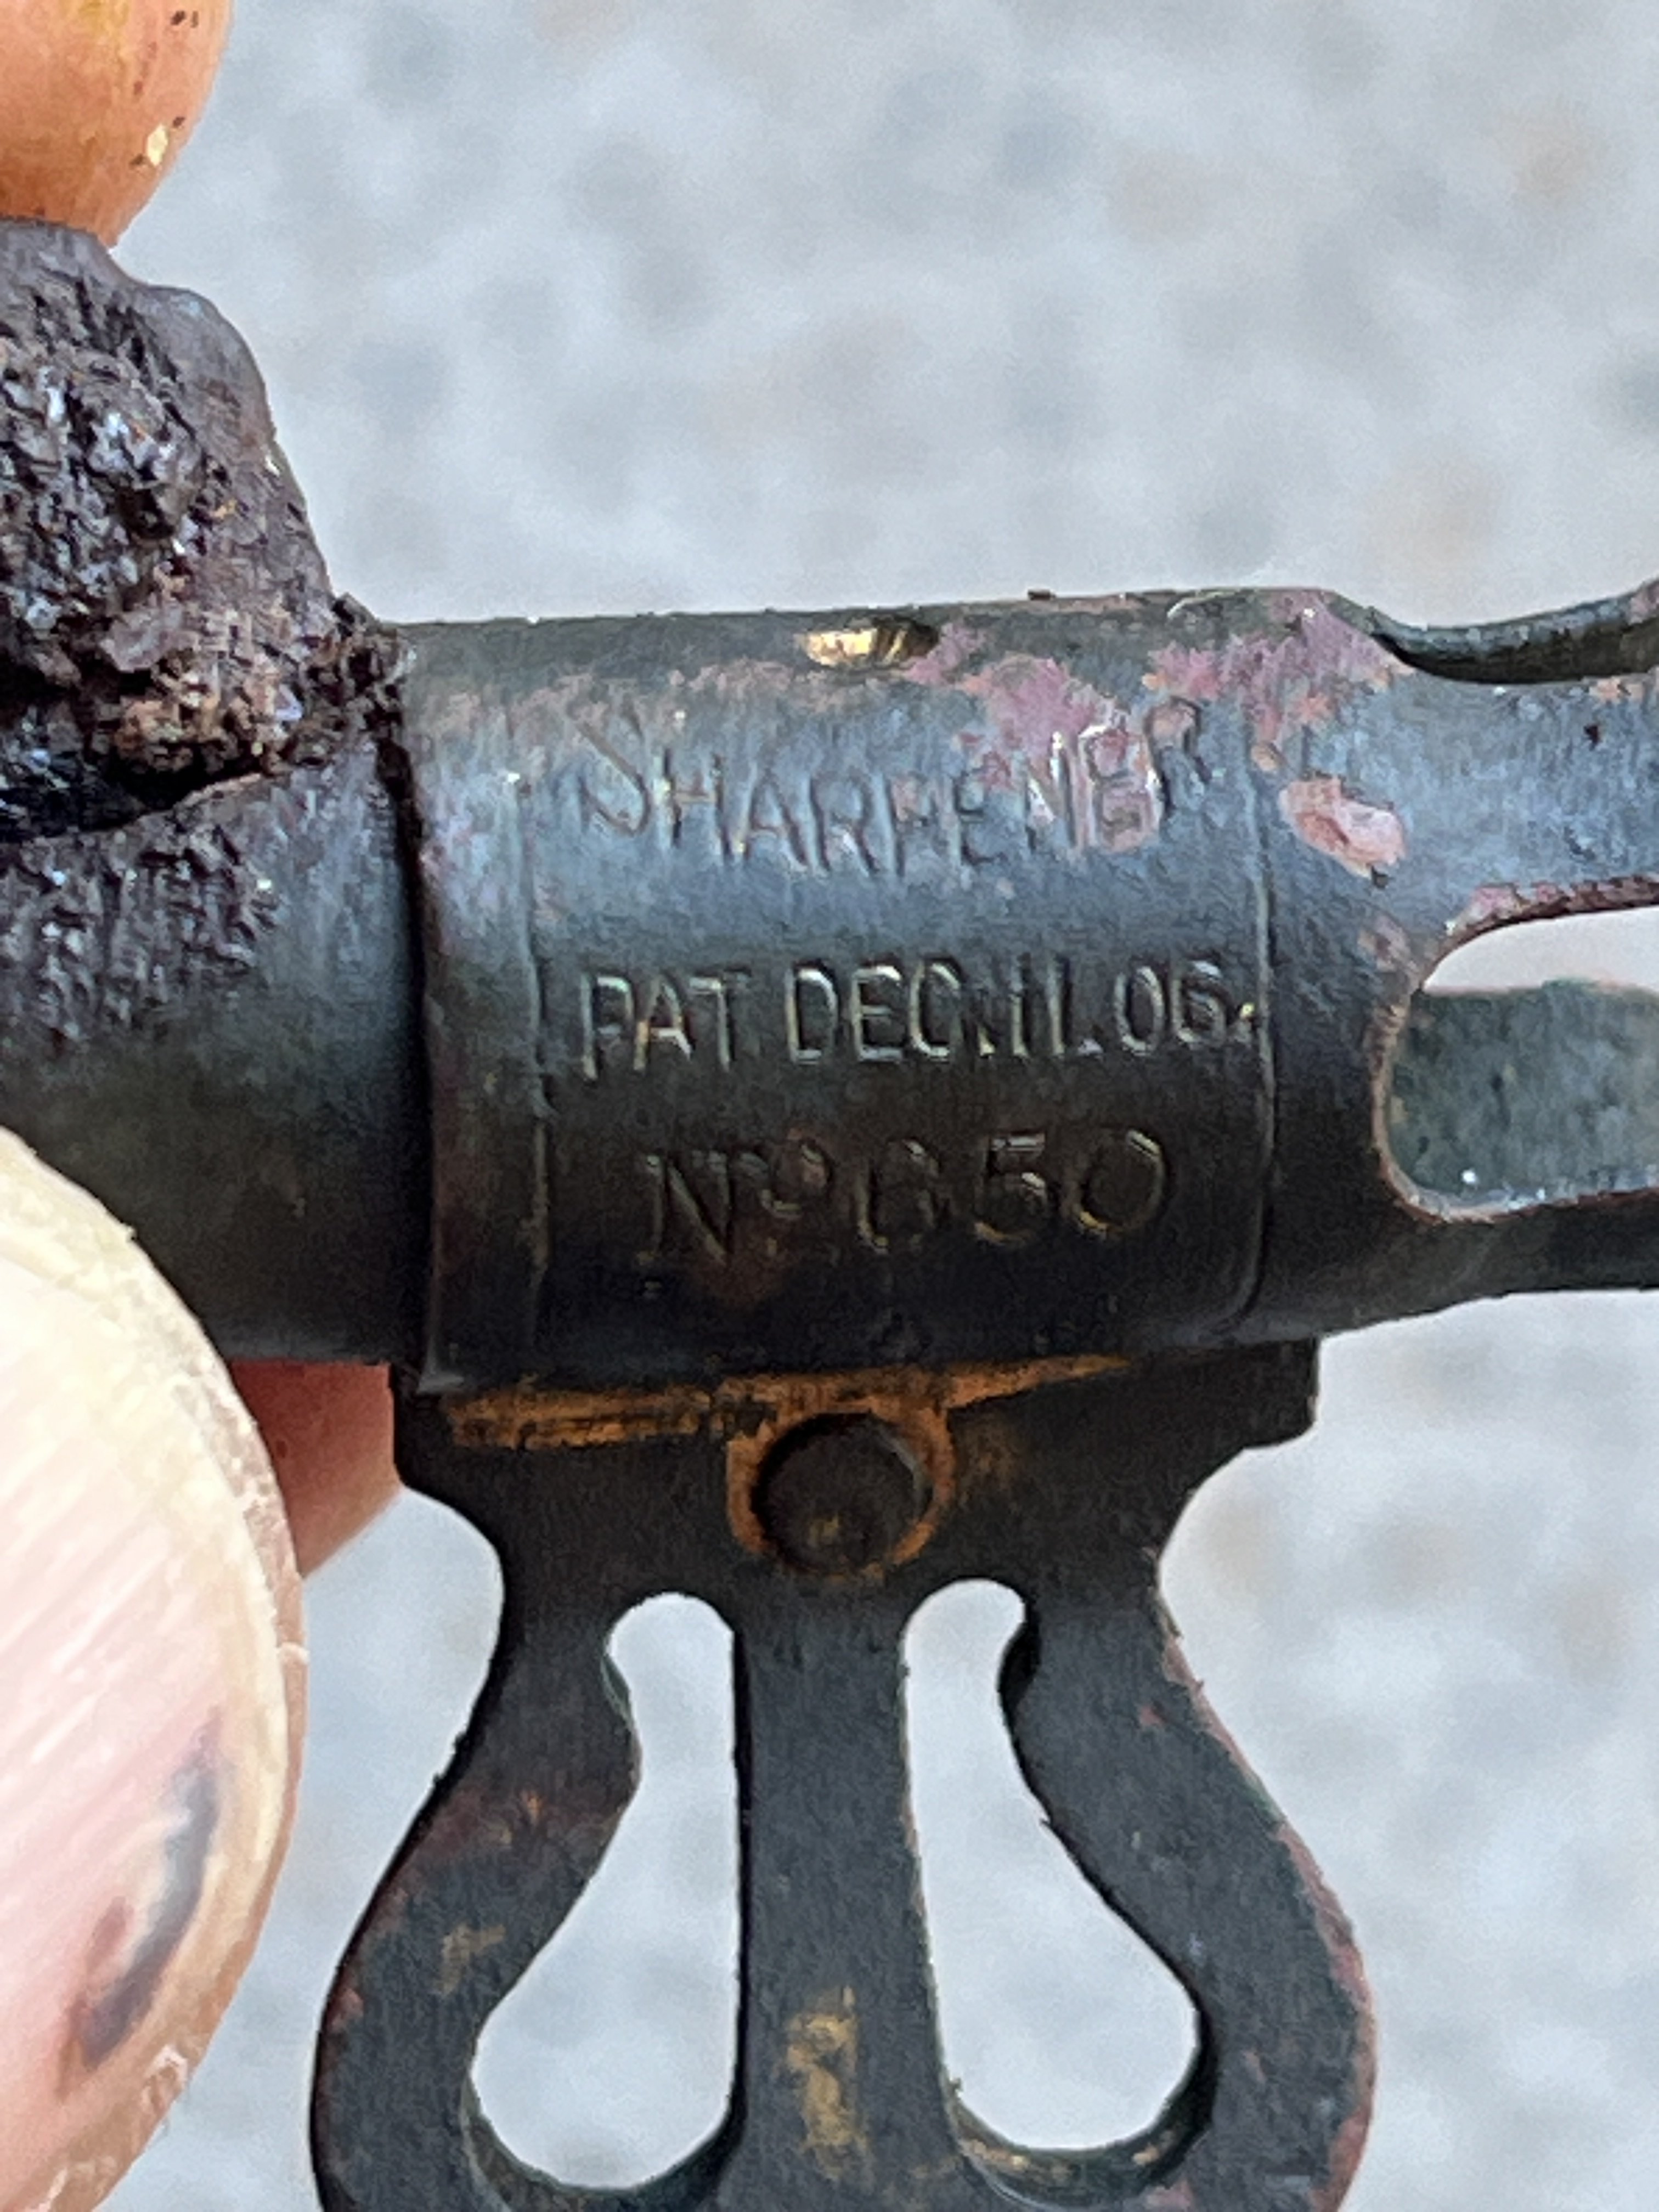 SHARPENER
PAT DEC.11.06.
Nº 650